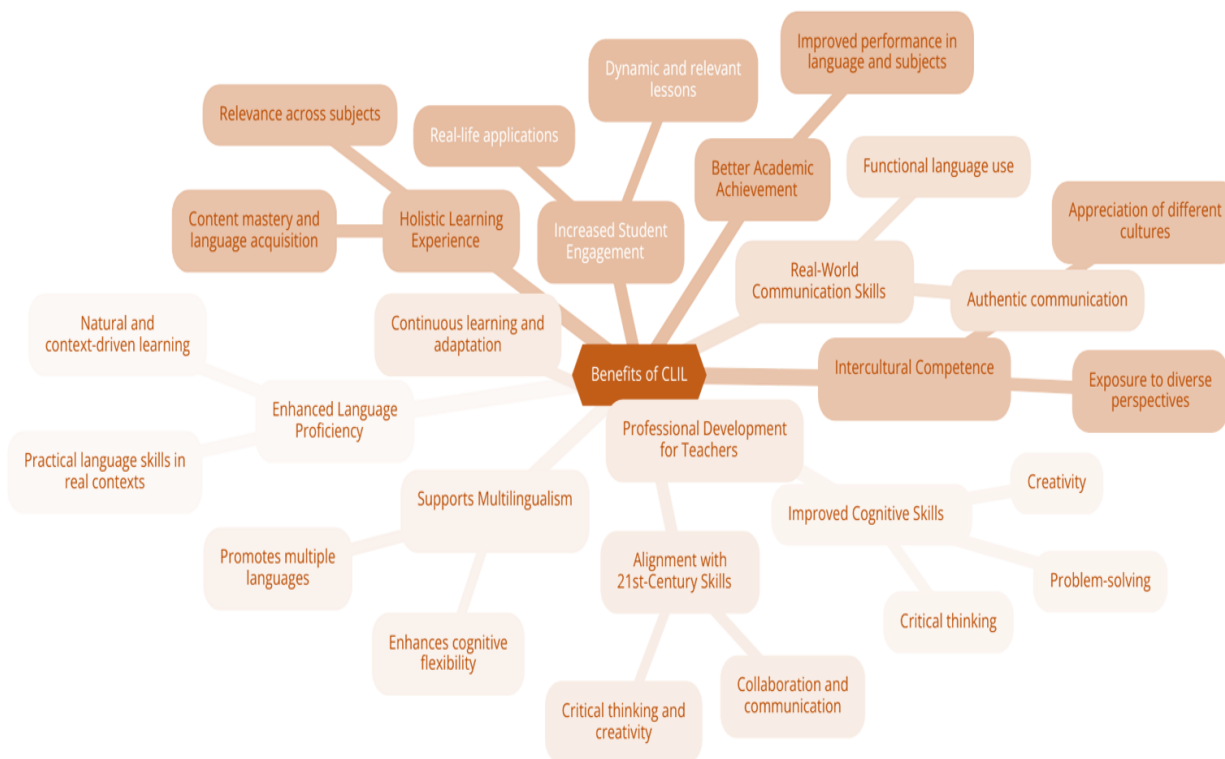 Improved performance in
language and subjects
Dynamic and relevant
lessons
Relevance across subjects
Real-life applications
Better Academic
Achievement
Functional language use
Content mastery and
language acquisition
Holistic Learning
Experience
Increased Student
Engagement
Appreciation of different
cultures
Real-World
Communication Skills
Authentic communication
Natural and
context-driven learning
Continuous learning and
adaptation
Benefits of CLIL
Intercultural Competence
Exposure to diverse
perspectives
Enhanced Language
Proficiency
Professional Development
for Teachers
Practical language skills in
real contexts
Supports Multilingualism
Improved Cognitive Skills
Creativity
Promotes multiple
languages
Alignment with
21st-Century Skills
Problem-solving
Critical thinking
Enhances cognitive
flexibility
Critical thinking and
creativity
Collaboration and
communication